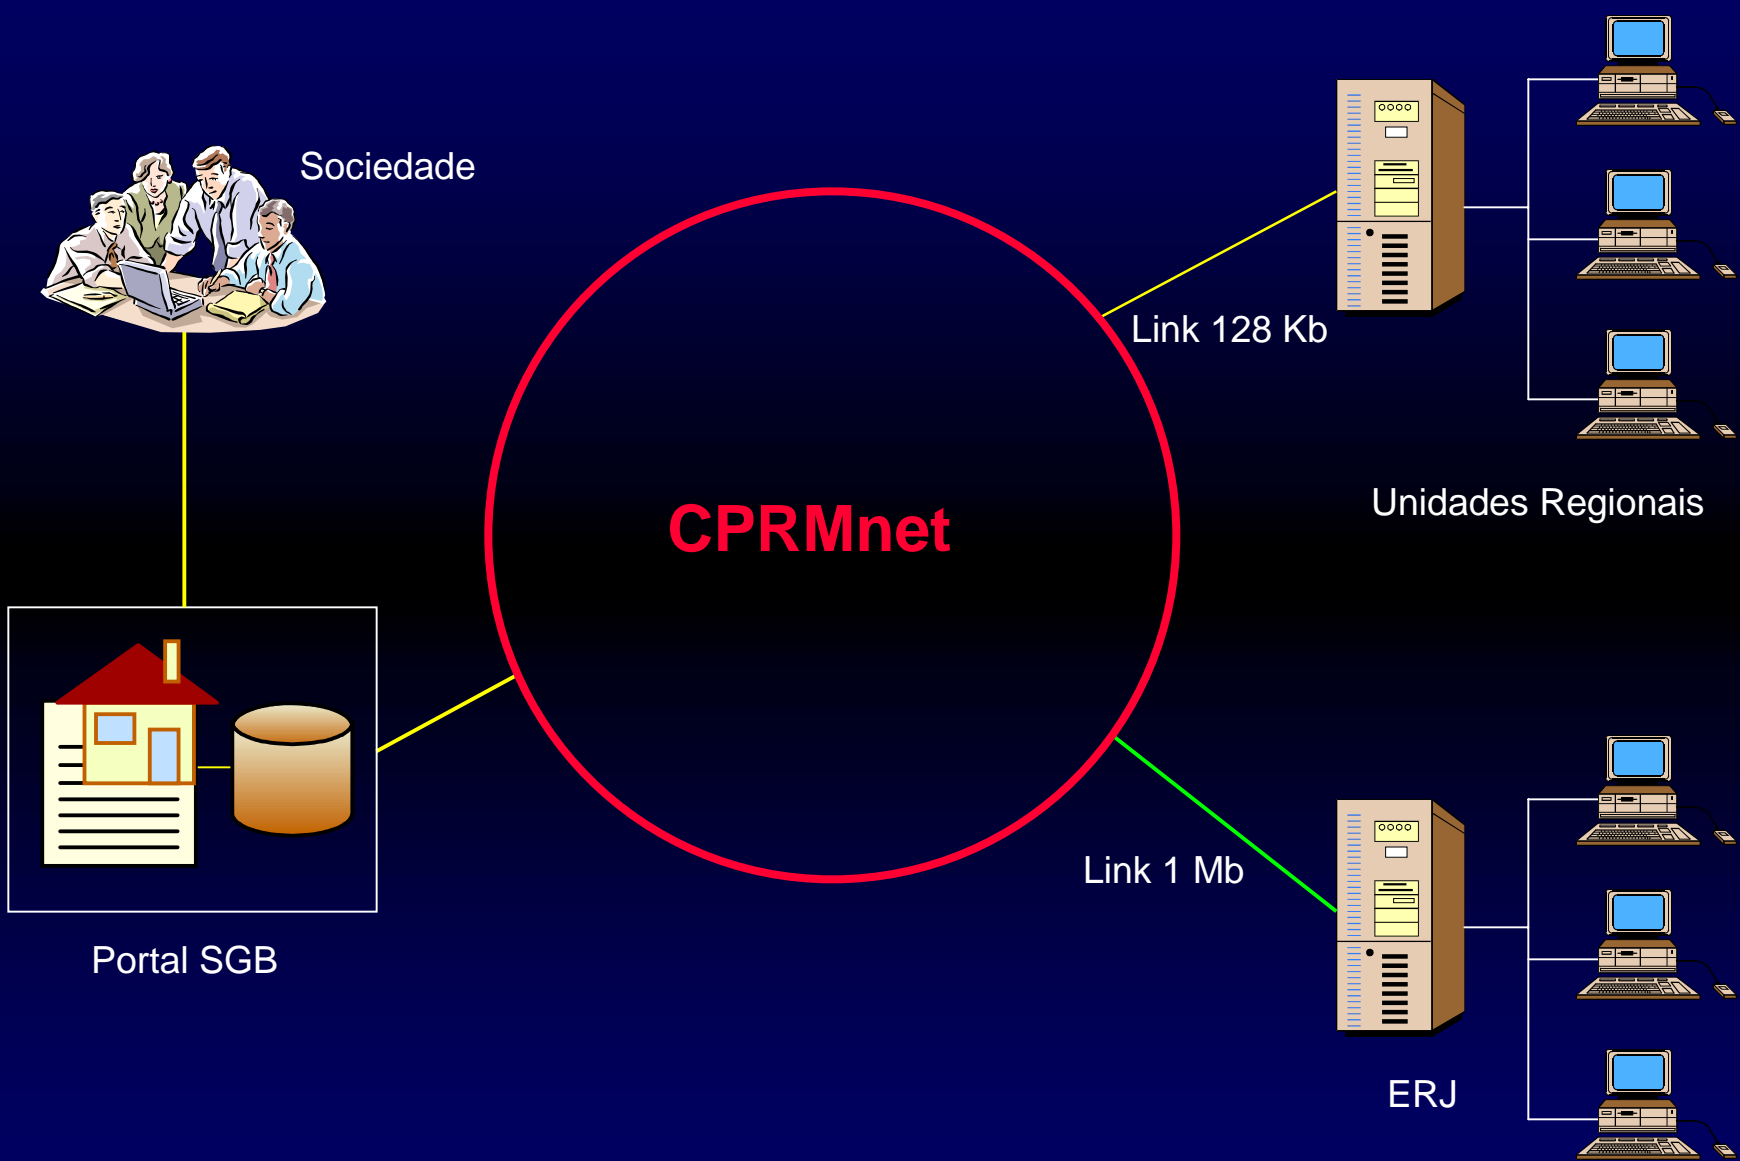 Sociedade
Link 128 Kb
Unidades Regionais
CPRMnet
Link 1 Mb
Portal SGB
ERJ